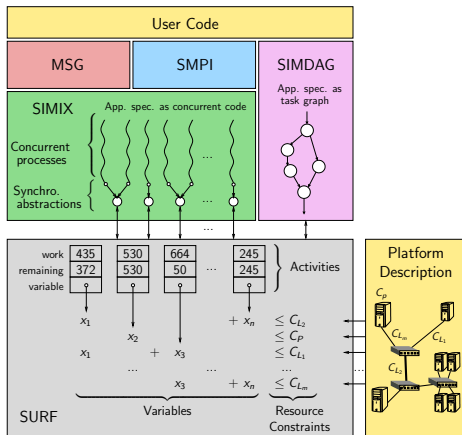 User Code
MSG
SMPI
SIMDAG
SIMIX
App. spec. as concurrent code
App. spec. as
task graph
Concurrent
processes
...
Synchro.
abstractions
...
...
work 435 530 664 245
remaining 372 530 50 ... 245
variable
Activities
Platform
Description
x1 + xn ≤ CL2
x2 ≤ CP
x1 + x3 ≤ CL1
... ... ... ...
x3 + xn ≤ CLm
Cp
CLm
CL1
CL2
Variables
Resource
Constraints
SURF